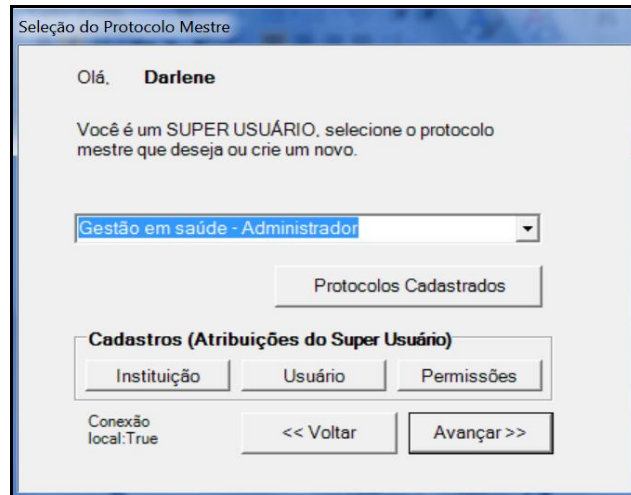 Seleção do Protocolo Mestre
Olá, Darlene
Você é um SUPER USUÁRIO, selecione o protocolo
mestre que deseja ou crie um novo.
Gestão em saúde - Administrador
Protocolos Cadastrados
Cadastros (Atribuições do Super Usuário)
Instituição Usuário Permissões
Conexão
local:True
<< Voltar Avançar >>